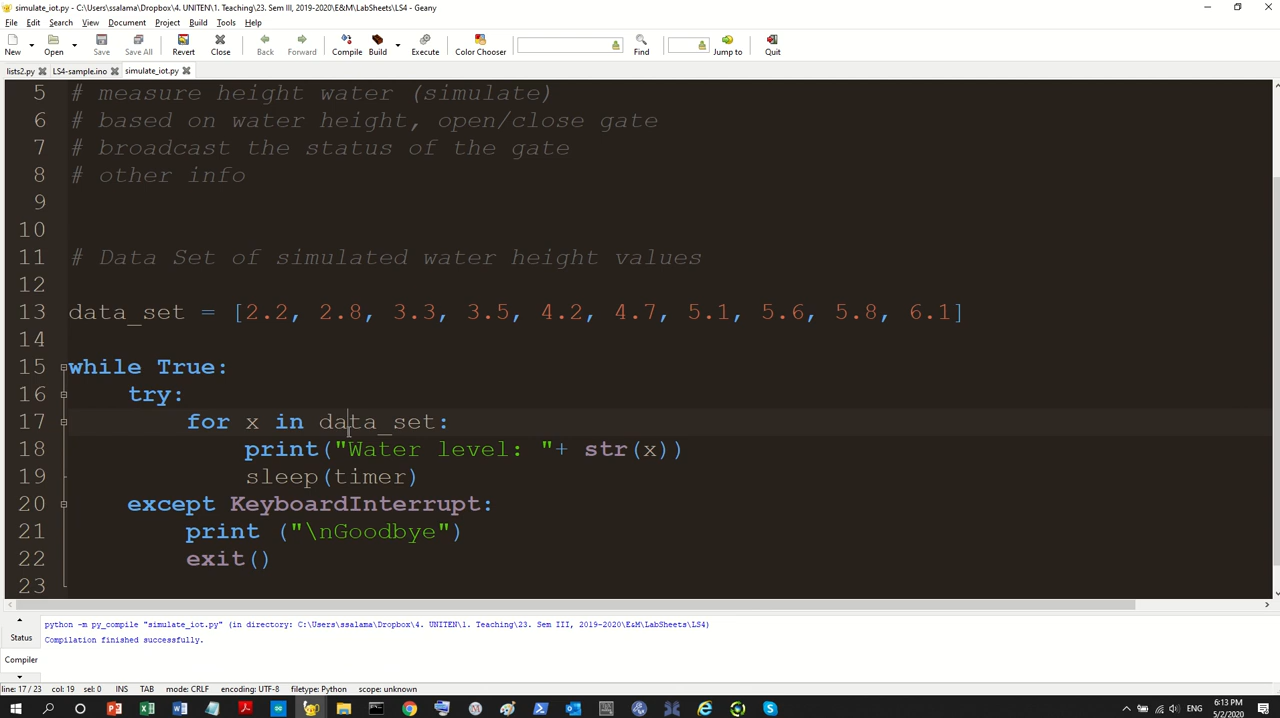 simulate_iot.py - C:\Users\ssalama\Dropbox\4. UNITEN\1. Teaching\23. Sem III, 2019-2020\E&M\LabSheets\LS4 - Geany
File Edit Search View Document Project Build Tools Help
New Open Save Save All Revert Close Back Forward Compile Build Execute Color Chooser Find Jump to Quit
lists2.py LS4-sample.ino simulate_iot.py
5 # measure height water (simulate)
6 # based on water height, open/close gate
7 # broadcast the status of the gate
8 # other info
9
10
11 # Data Set of simulated water height values
12
13 data_set = [2.2, 2.8, 3.3, 3.5, 4.2, 4.7, 5.1, 5.6, 5.8, 6.1]
14
15 while True:
16 try:
17 for x in data_set:
18 print("Water level: "+ str(x))
19 sleep(timer)
20 except KeyboardInterrupt:
21 print ("\nGoodbye")
22 exit()
23
Status
Compiler
python -m py_compile "simulate_iot.py" (in directory: C:\Users\ssalama\Dropbox\4. UNITEN\1. Teaching\23. Sem III, 2019-2020\E&M\LabSheets\LS4)
Compilation finished successfully.
line: 17 / 23 col: 19 sel: 0 INS TAB mode: CRLF encoding: UTF-8 filetype: Python scope: unknown
ENG
6:13 PM
5/2/2020